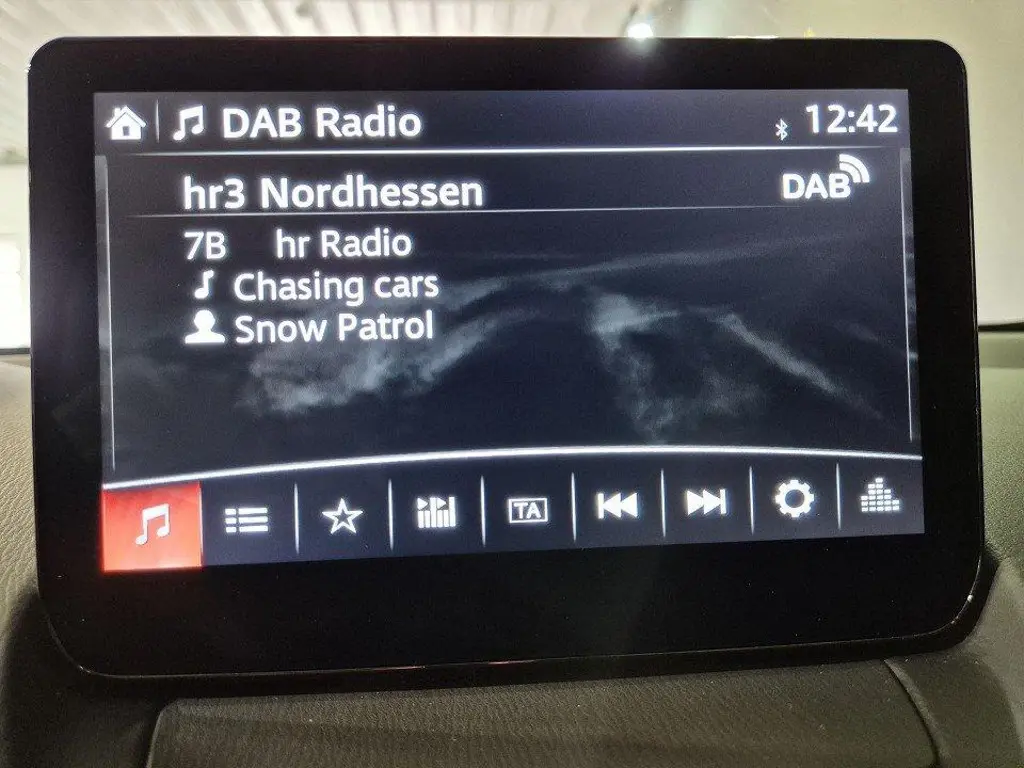 DAB Radio 12:42
hr3 Nordhessen DAB
7B hr Radio
Chasing cars
Snow Patrol
TA